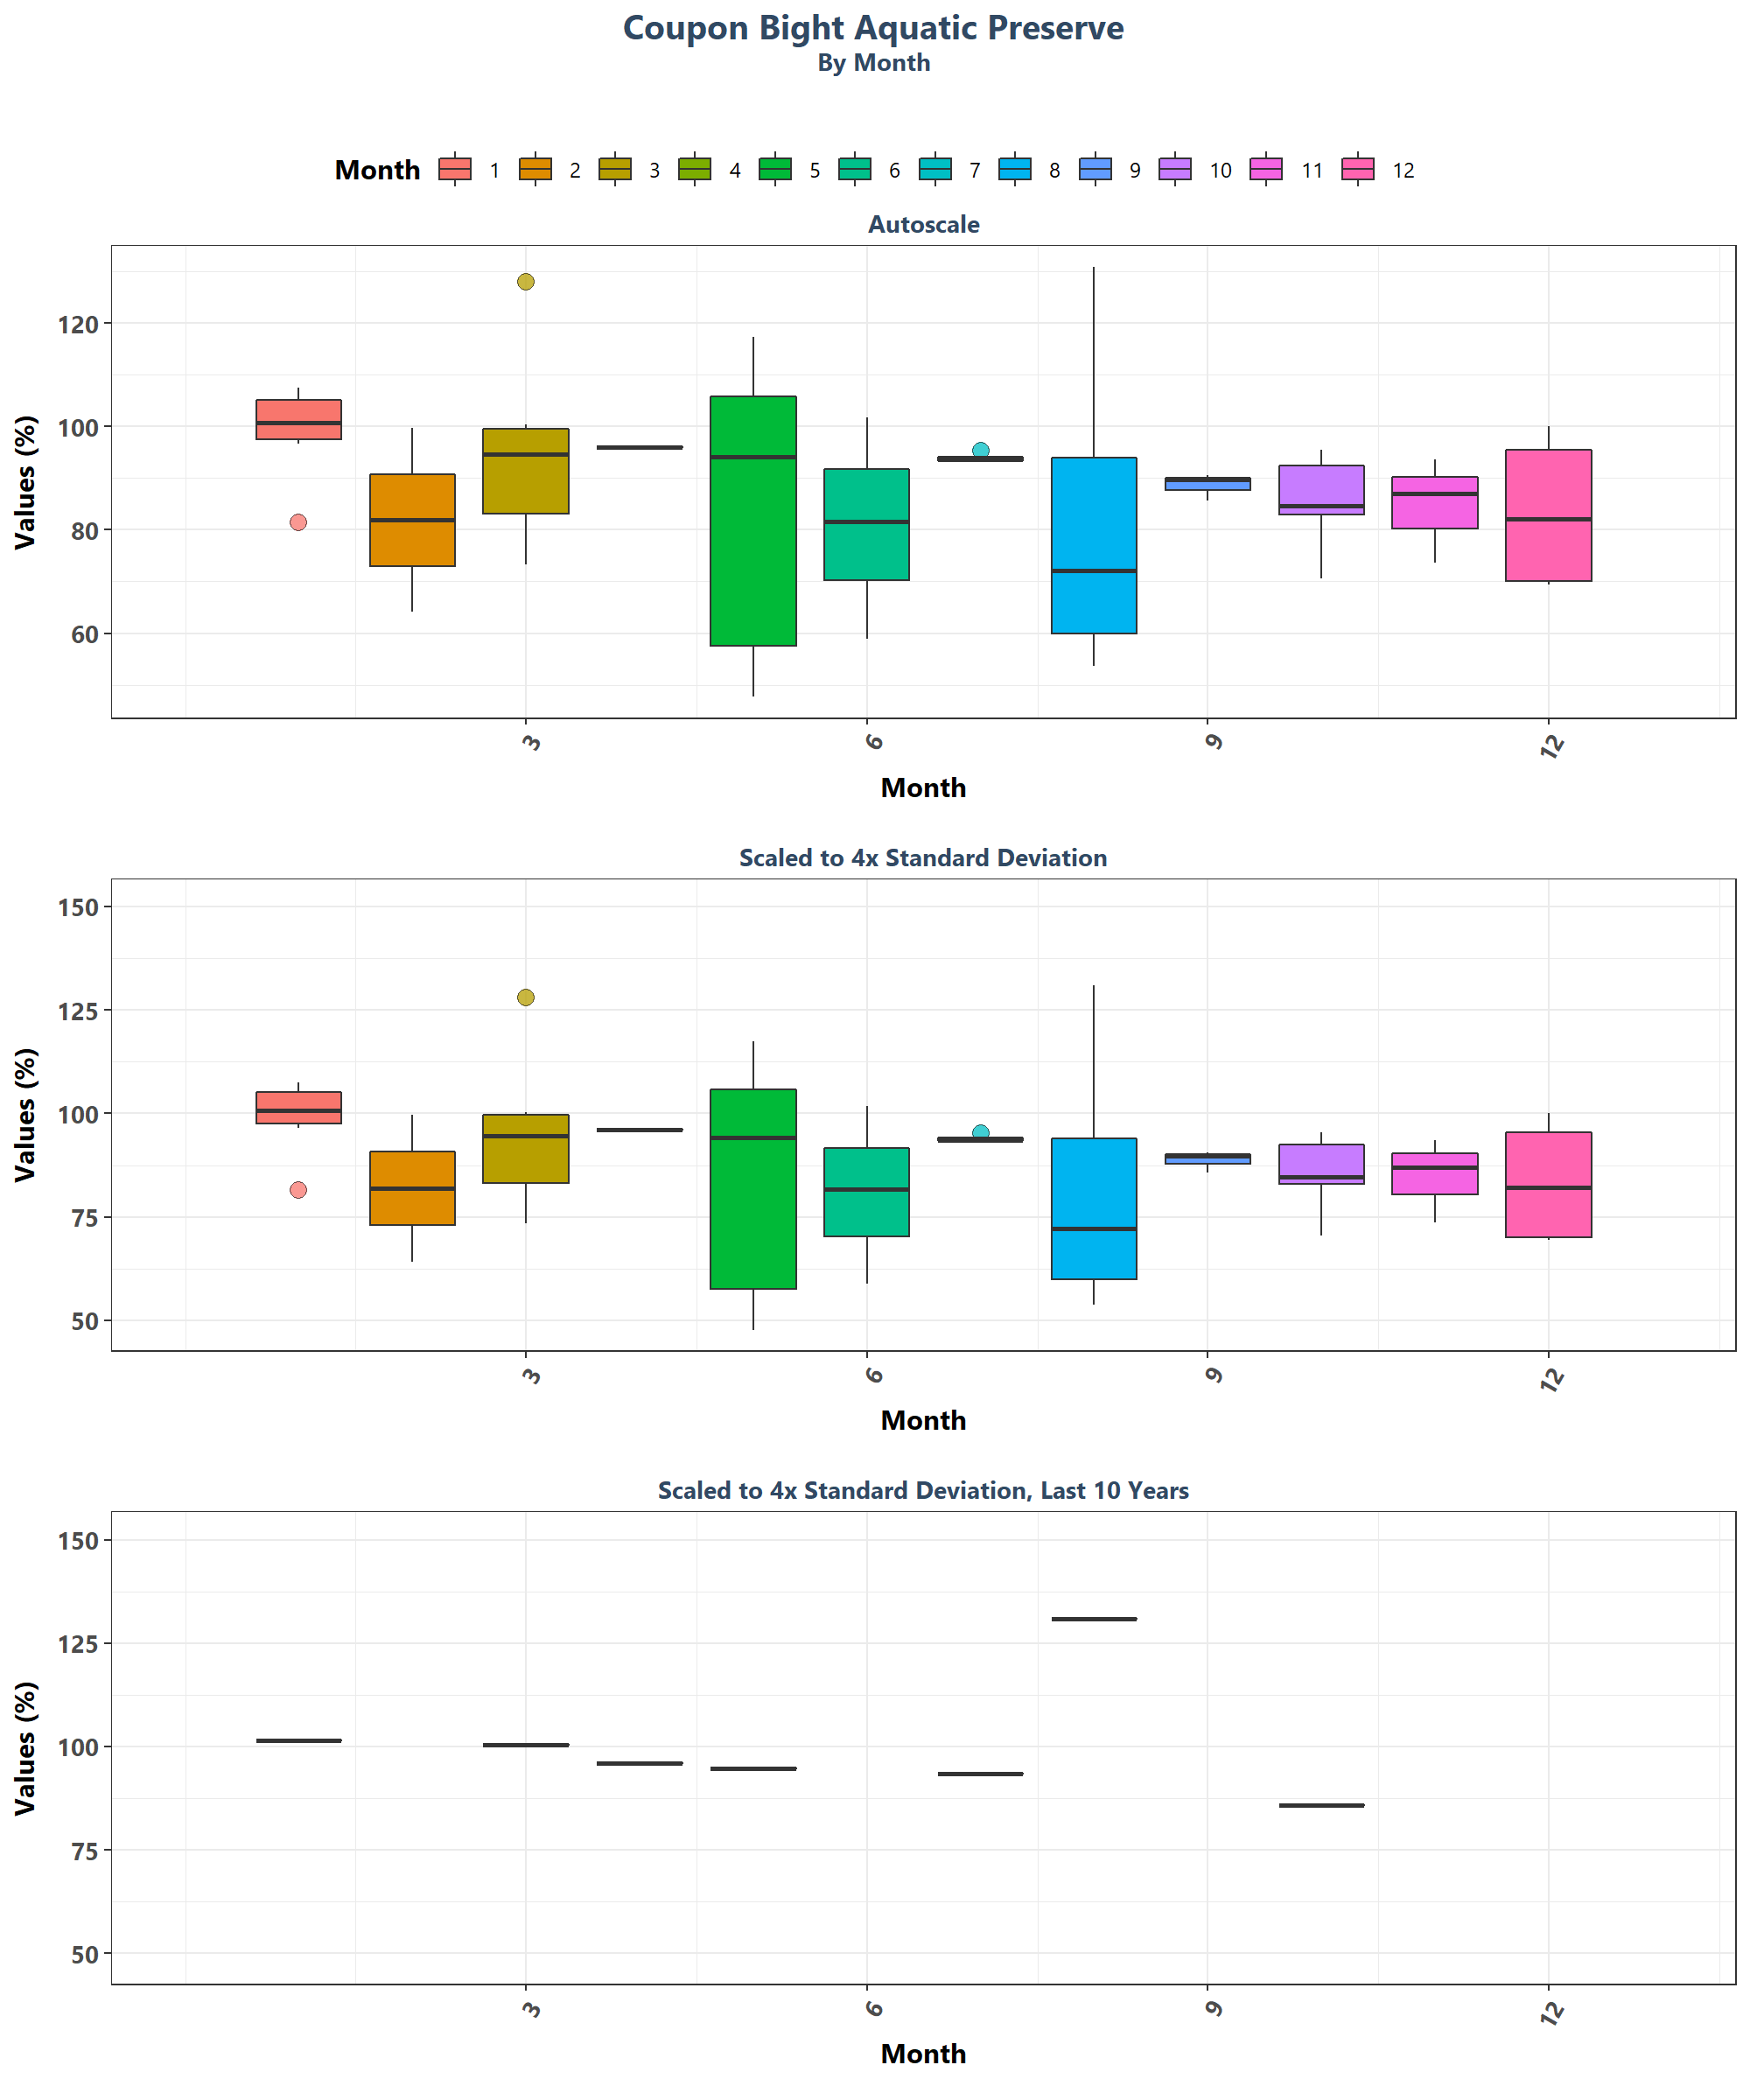 Coupon Bight Aquatic Preserve
By Month
Month 1 2 3 4 5 6 7 8 9 10 11 12
Autoscale
Values (%)
120
100
80
60
3 6 9 12
Month
Scaled to 4x Standard Deviation
Values (%)
150
125
100
75
50
3 6 9 12
Month
Scaled to 4x Standard Deviation, Last 10 Years
Values (%)
150
125
100
75
50
3 6 9 12
Month